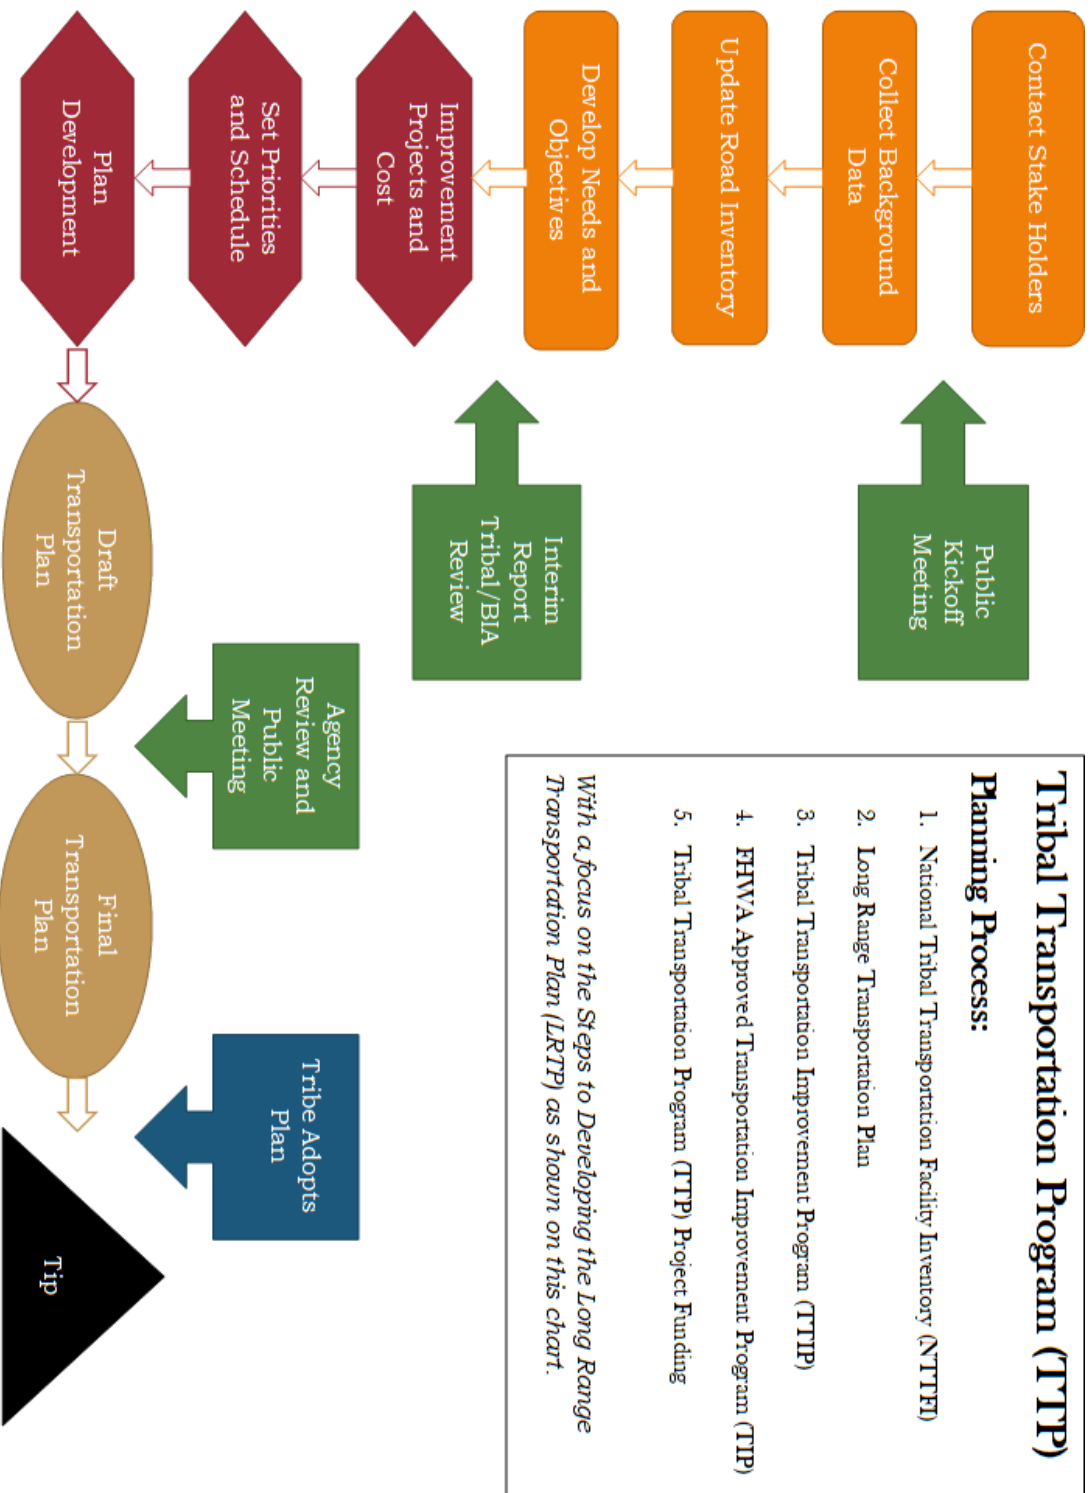 Contact Stake Holders
Collect Background
Data
Update Road Inventory
Develop Needs and
Objectives
Improvement
Projects and
Cost
Set Priorities
and Schedule
Plan
Development
Public
Kickoff
Meeting
Interim
Report
Tribal/BIA
Review
Draft
Transportation
Plan
Agency
Review and
Public
Meeting
Final
Transportation
Plan
Tribe Adopts
Plan
Tip
Tribal Transportation Program (TTP)
Planning Process:
1. National Tribal Transportation Facility Inventory (NTTFI)
2. Long Range Transportation Plan
3. Tribal Transportation Improvement Program (TTIP)
4. FHWA Approved Transportation Improvement Program (TIP)
5. Tribal Transportation Program (TTP) Project Funding
With a focus on the Steps to Developing the Long Range
Transportation Plan (LRTP) as shown on this chart.